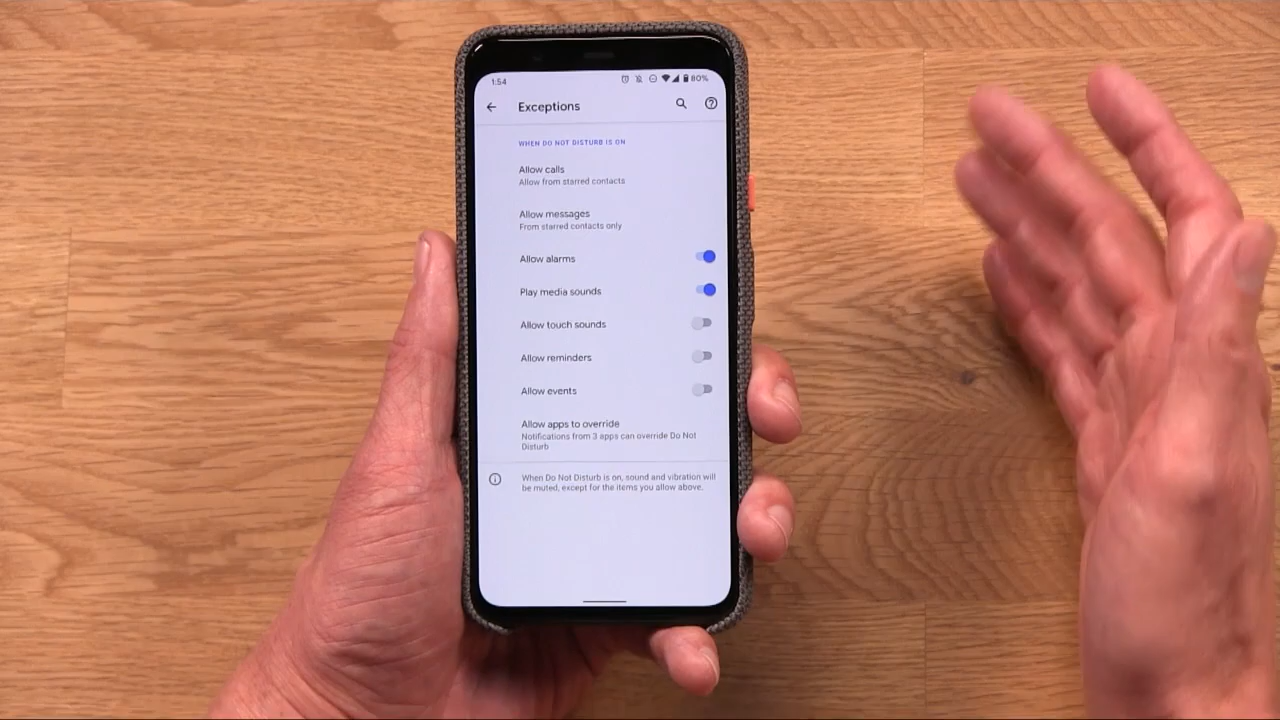 1:54
80%
Exceptions
WHEN DO NOT DISTURB IS ON
Allow calls
Allow from starred contacts
Allow messages
From starred contacts only
Allow alarms
Play media sounds
Allow touch sounds
Allow reminders
Allow events
Allow apps to override
Notifications from 3 apps can override Do Not
Disturb
When Do Not Disturb is on, sound and vibration will
be muted, except for the items you allow above.